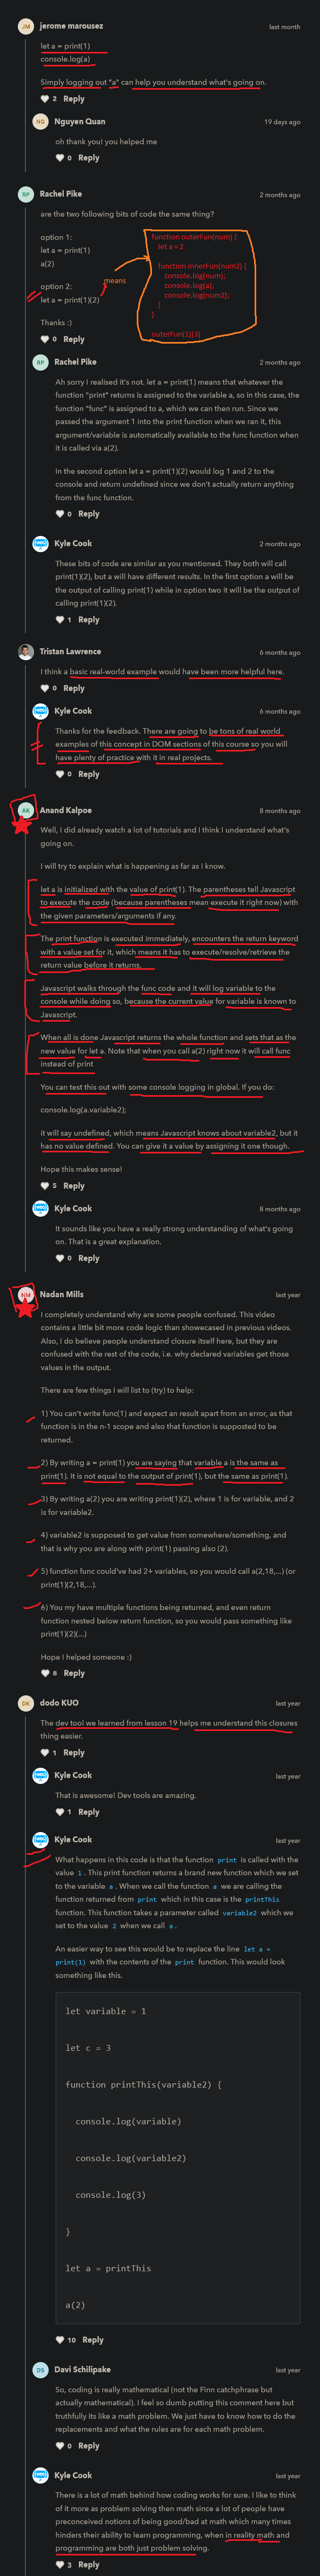 JM
jerome marousez
last month
let a = print(1)
console.log(a)
Simply logging out "a" can help you understand what's going on.
2 Reply
NQ
Nguyen Quan
19 days ago
oh thank you! you helped me
0 Reply
RP
Rachel Pike
2 months ago
are the two following bits of code the same thing?
option 1:
let a = print(1)
a(2)
option 2:
let a = print(1)(2)
Thanks :)
means
function outerFun(num) {
let a = 2
function innerFun(num2) {
console.log(num);
console.log(a);
console.log(num2);
}
}
outerFun(1)(3)
0 Reply
RP
Rachel Pike
2 months ago
Ah sorry I realised it's not. let a = print(1) means that whatever the
function "print" returns is assigned to the variable a, so in this case, the
function "func" is assigned to a, which we can then run. Since we
passed the argument 1 into the print function when we ran it, this
argument/variable is automatically available to the func function when
it is called via a(2).
In the second option let a = print(1)(2) would log 1 and 2 to the
console and return undefined since we don't actually return anything
from the func function.
0 Reply
Kyle Cook
2 months ago
These bits of code are similar as you mentioned. They both will call
print(1)(2), but a will have different results. In the first option a will be
the output of calling print(1) while in option two it will be the output of
calling print(1)(2).
1 Reply
Tristan Lawrence
6 months ago
I think a basic real-world example would have been more helpful here.
0 Reply
Kyle Cook
6 months ago
Thanks for the feedback. There are going to be tons of real world
examples of this concept in DOM sections of this course so you will
have plenty of practice with it in real projects.
0 Reply
AK
Anand Kalpoe
8 months ago
Well, I did already watch a lot of tutorials and I think I understand what's
going on.
I will try to explain what is happening as far as I know.
let a is initialized with the value of print(1). The parentheses tell Javascript
to execute the code (because parentheses mean execute it right now) with
the given parameters/arguments if any.
The print function is executed immediately, encounters the return keyword
with a value set for it, which means it has to execute/resolve/retrieve the
return value before it returns.
Javascript walks through the func code and it will log variable to the
console while doing so, because the current value for variable is known to
Javascript.
When all is done Javascript returns the whole function and sets that as the
new value for let a. Note that when you call a(2) right now it will call func
instead of print
You can test this out with some console logging in global. If you do:
console.log(a.variable2);
it will say undefined, which means Javascript knows about variable2, but it
has no value defined. You can give it a value by assigning it one though.
Hope this makes sense!
5 Reply
Kyle Cook
8 months ago
It sounds like you have a really strong understanding of what's going
on. That is a great explanation.
0 Reply
NM
Nadan Mills
last year
I completely understand why are some people confused. This video
contains a little bit more code logic than showcased in previous videos.
Also, I do believe people understand closure itself here, but they are
confused with the rest of the code, i.e. why declared variables get those
values in the output.
There are few things I will list to (try) to help:
1) You can't write func(1) and expect an result apart from an error, as that
function is in the n-1 scope and also that function is supposted to be
returned.
2) By writing a = print(1) you are saying that variable a is the same as
print(1). It is not equal to the output of print(1), but the same as print(1).
3) By writing a(2) you are writing print(1)(2), where 1 is for variable, and 2
is for variable2.
4) variable2 is supposed to get value from somewhere/something, and
that is why you are along with print(1) passing also (2).
5) function func could've had 2+ variables, so you would call a(2,18,...) (or
print(1)(2,18,...).
6) You may have multiple functions being returned, and even return
function nested below return function, so you would pass something like
print(1)(2)(...)
Hope I helped someone :)
8 Reply
DK
dodo KUO
last year
The dev tool we learned from lesson 19 helps me understand this closures
thing easier.
1 Reply
Kyle Cook
last year
That is awesome! Dev tools are amazing.
1 Reply
Kyle Cook
last year
What happens in this code is that the function print is called with the
value 1. This print function returns a brand new function which we set
to the variable a. When we call the function a we are calling the
function returned from print which in this case is the printThis
function. This function takes a parameter called variable2 which we
set to the value 2 when we call a.
An easier way to see this would be to replace the line let a =
print(1) with the contents of the print function. This would look
something like this.
let variable = 1
let c = 3
function printThis(variable2) {
console.log(variable)
console.log(variable2)
console.log(3)
}
let a = printThis
a(2)
10 Reply
DS
Davi Schilipake
last year
So, coding is really mathematical (not the Finn catchphrase but
actually mathematical). I feel so dumb putting this comment here but
truthfully its like a math problem. We just have to know how to do the
replacements and what the rules are for each math problem.
0 Reply
Kyle Cook
last year
There is a lot of math behind how coding works for sure. I like to think
of it more as problem solving then math since a lot of people have
preconceived notions of being good/bad at math which many times
hinders their ability to learn programming, when in reality math and
programming are both just problem solving.
3 Reply